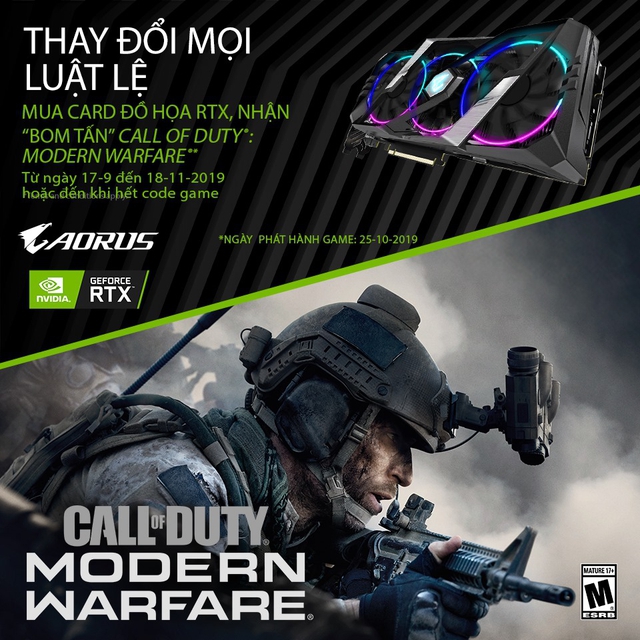 THAY ĐỔI MỌI
LUẬT LỆ
MUA CARD ĐỒ HỌA RTX, NHẬN
“BOM TẤN” CALL OF DUTY®:
MODERN WARFARE**
Từ ngày 17-9 đến 18-11-2019
hoặc đến khi hết code game
AORUS
*NGÀY PHÁT HÀNH GAME: 25-10-2019
NVIDIA.
GEFORCE
RTX™
CALL OF DUTY®
MODERN
WARFARE®
MATURE 17+
M
ESRB